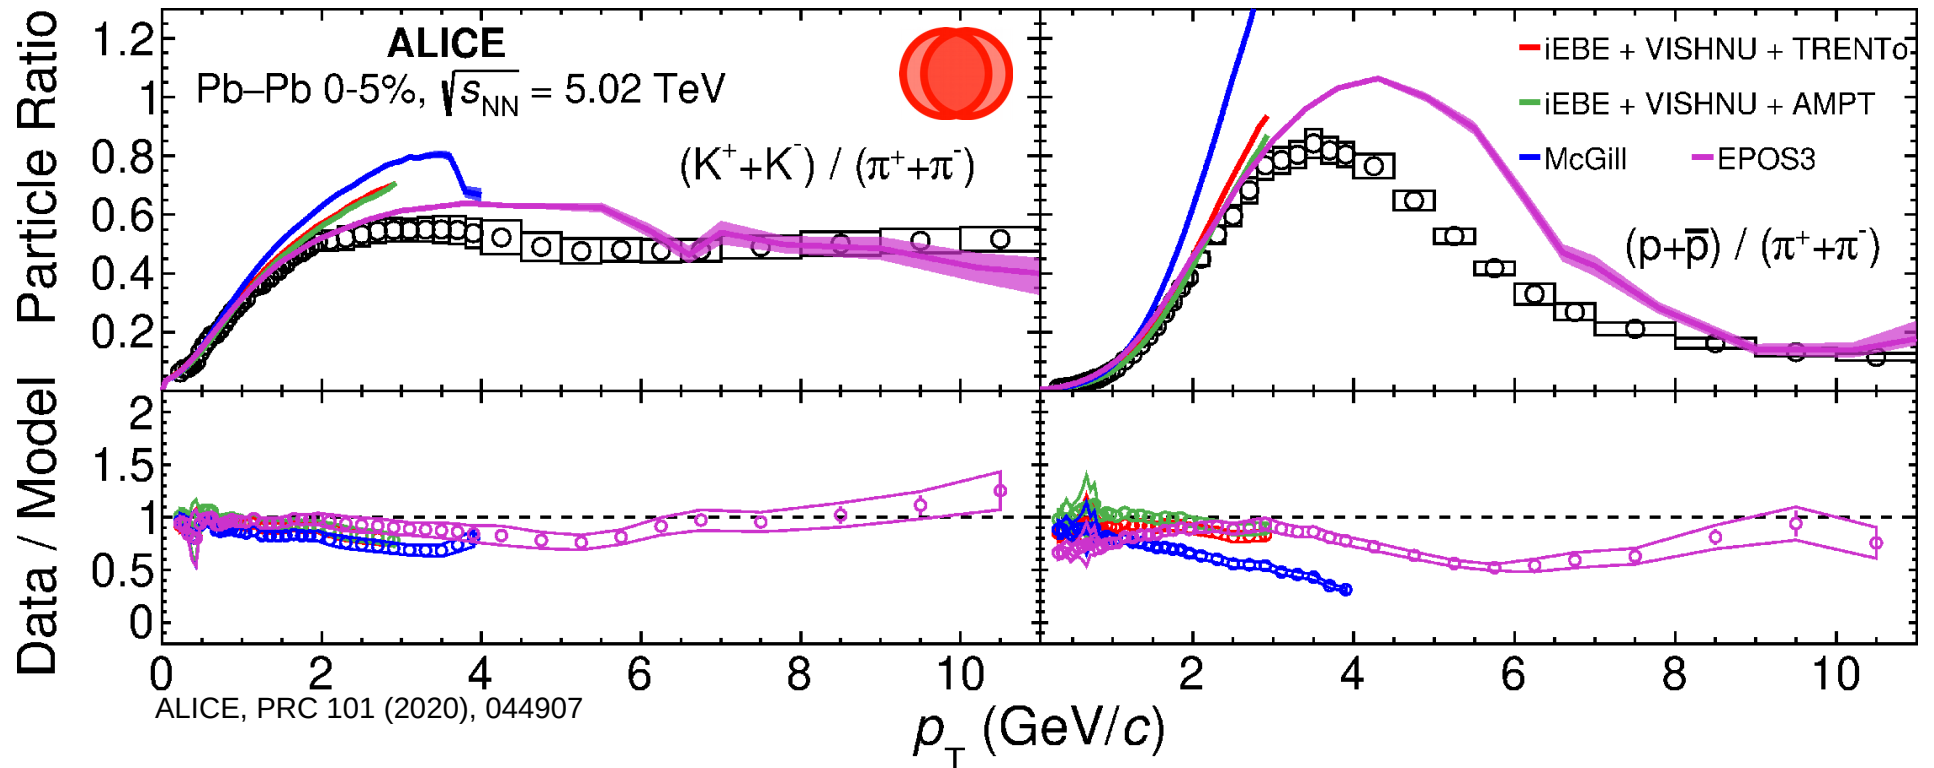 ALICE
Pb–Pb 0-5%, √sNN = 5.02 TeV
(K⁺+K⁻) / (π⁺+π⁻)
iEBE + VISHNU + TRENTo
iEBE + VISHNU + AMPT
McGill EPOS3
(p+p̅) / (π⁺+π⁻)
Particle Ratio
1.2
1
0.8
0.6
0.4
0.2
Data / Model
2
1.5
1
0.5
0
0 2 4 6 8 10 2 4 6 8 10
pT (GeV/c)
ALICE, PRC 101 (2020), 044907